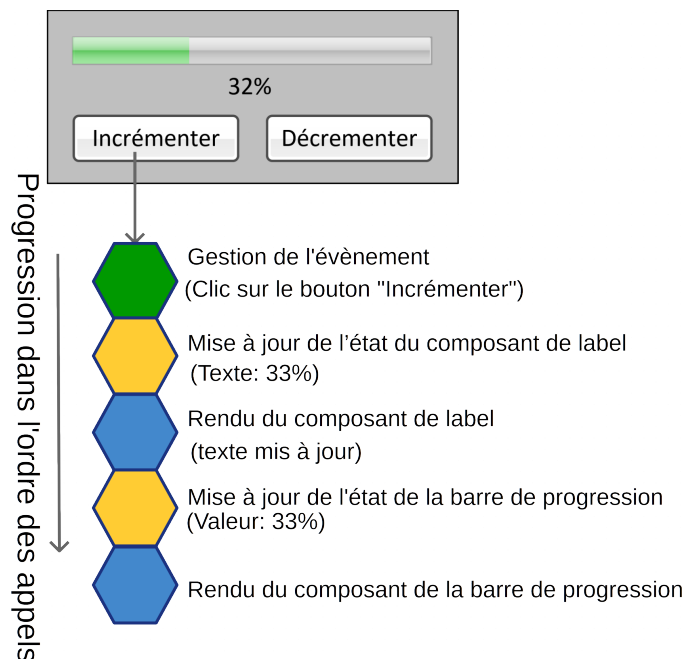 32%
Incrémenter
Décrementer
Progression dans l'ordre des appels
Gestion de l'évènement
(Clic sur le bouton "Incrémenter")
Mise à jour de l’état du composant de label
(Texte: 33%)
Rendu du composant de label
(texte mis à jour)
Mise à jour de l'état de la barre de progression
(Valeur: 33%)
Rendu du composant de la barre de progression